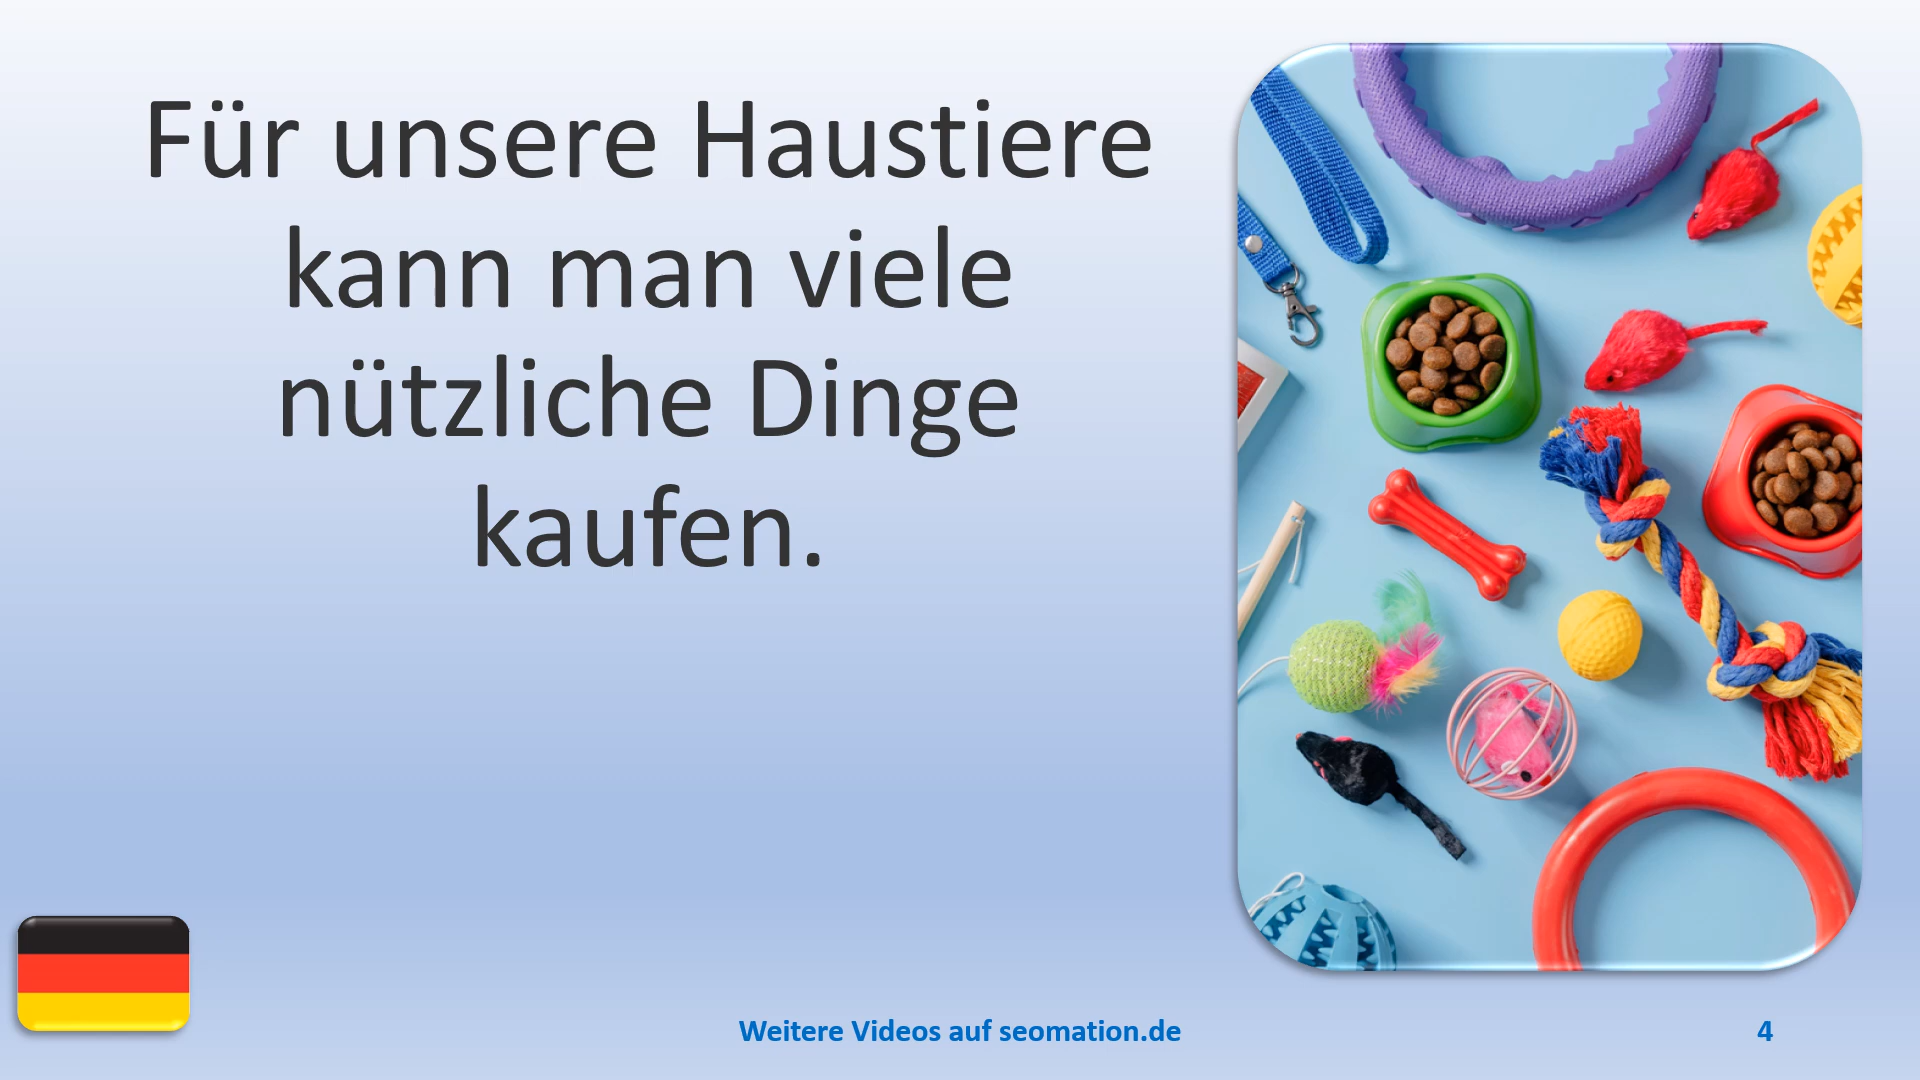 Für unsere Haustiere
kann man viele
nützliche Dinge
kaufen.
Weitere Videos auf seomation.de
4